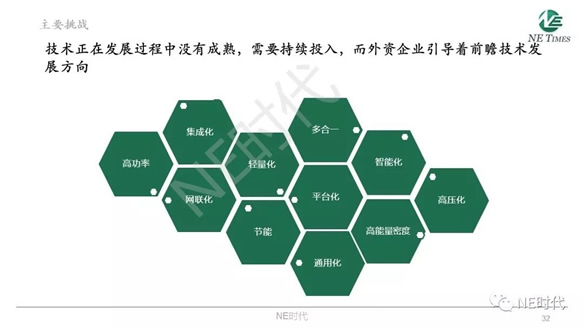 主要挑战
NE TIMES
技术正在发展过程中没有成熟，需要持续投入，而外资企业引导着前瞻技术发
展方向
NE时代
集成化
多合一
高功率
轻量化
智能化
网联化
平台化
高压化
节能
高能量密度
通用化
NE时代
NE时代
32